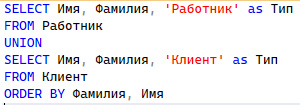 SELECT Имя, Фамилия, 'Работник' as Тип
FROM Работник
UNION
SELECT Имя, Фамилия, 'Клиент' as Тип
FROM Клиент
ORDER BY Фамилия, Имя